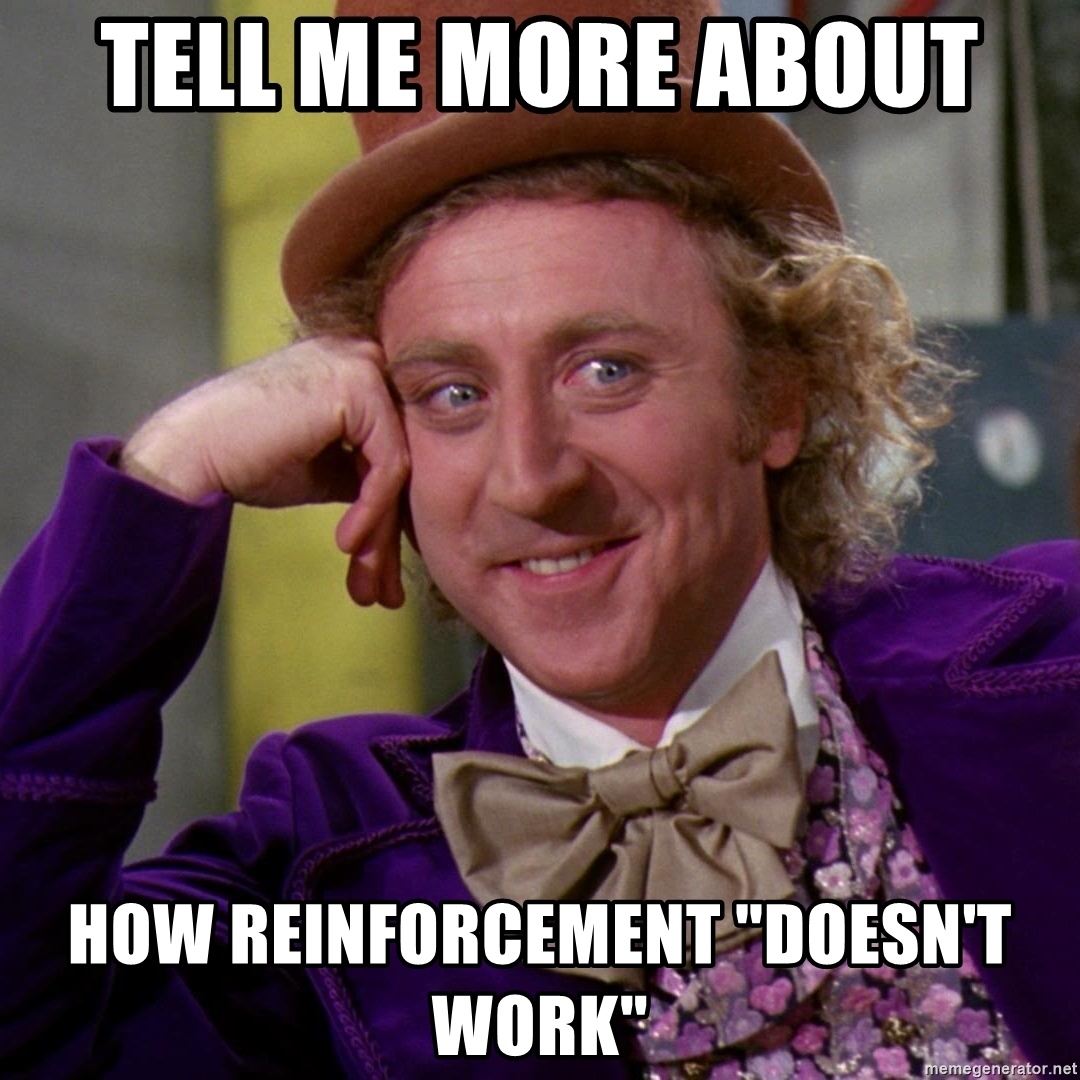 TELL ME MORE ABOUT
HOW REINFORCEMENT "DOESN'T
WORK"
memegenerator.net